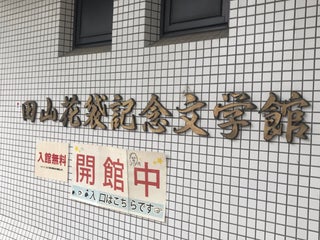 田山花袋記念文学館
入館無料
開館中
入口はこちらです